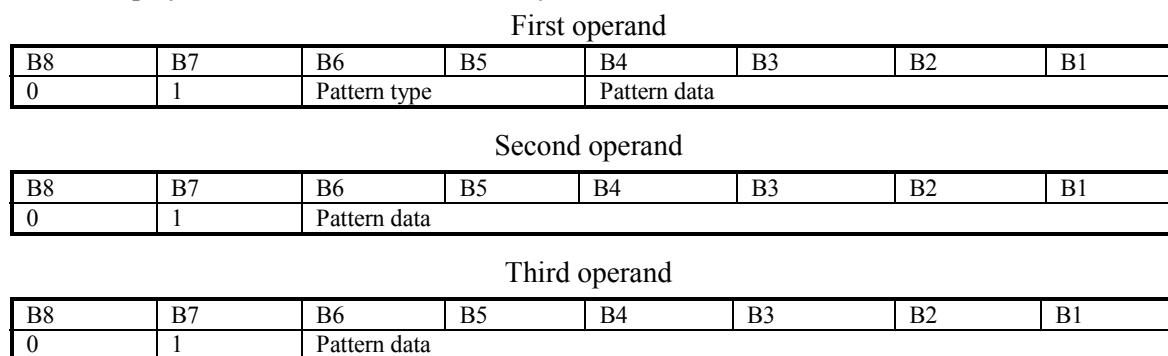 First operand
B8 B7 B6 B5 B4 B3 B2 B1
0 1 Pattern type Pattern data
Second operand
B8 B7 B6 B5 B4 B3 B2 B1
0 1 Pattern data
Third operand
B8 B7 B6 B5 B4 B3 B2 B1
0 1 Pattern data